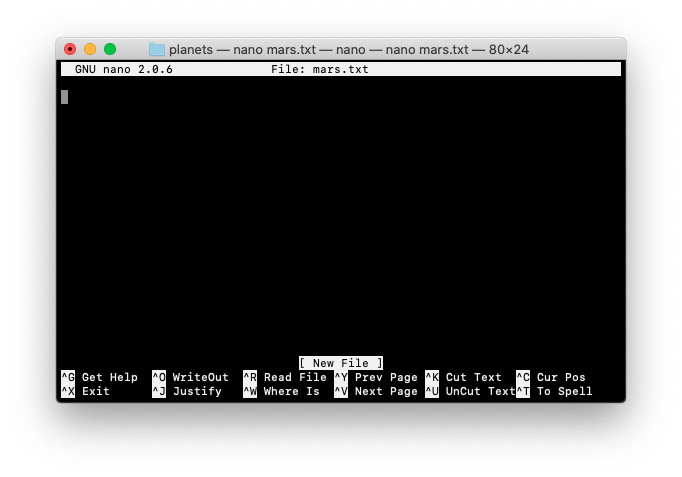 planets — nano mars.txt — nano — nano mars.txt — 80×24
GNU nano 2.0.6 File: mars.txt
[ New File ]
^G Get Help ^O WriteOut ^R Read File ^Y Prev Page ^K Cut Text ^C Cur Pos
^X Exit ^J Justify ^W Where Is ^V Next Page ^U UnCut Text^T To Spell